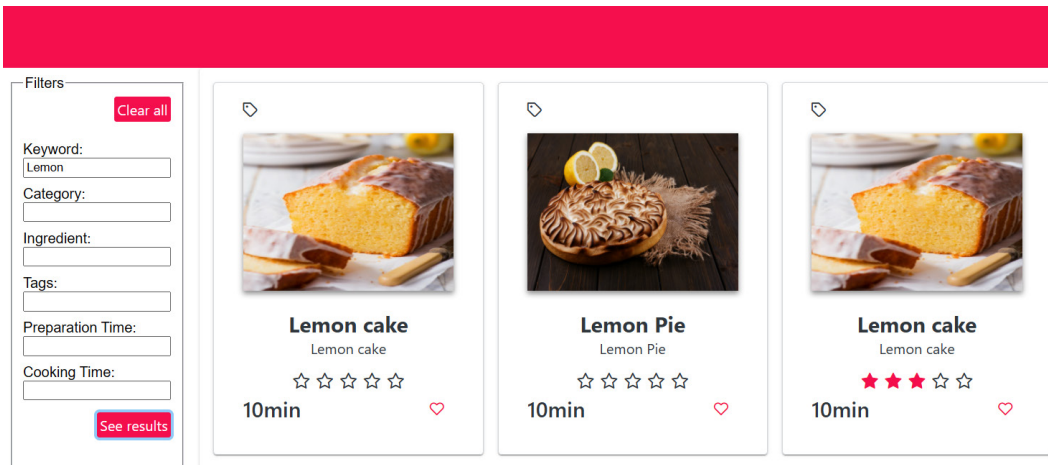 Filters
Clear all
Keyword:
Lemon
Category:
Ingredient:
Tags:
Preparation Time:
Cooking Time:
See results
Lemon cake
Lemon cake
10min
Lemon Pie
Lemon Pie
10min
Lemon cake
Lemon cake
10min